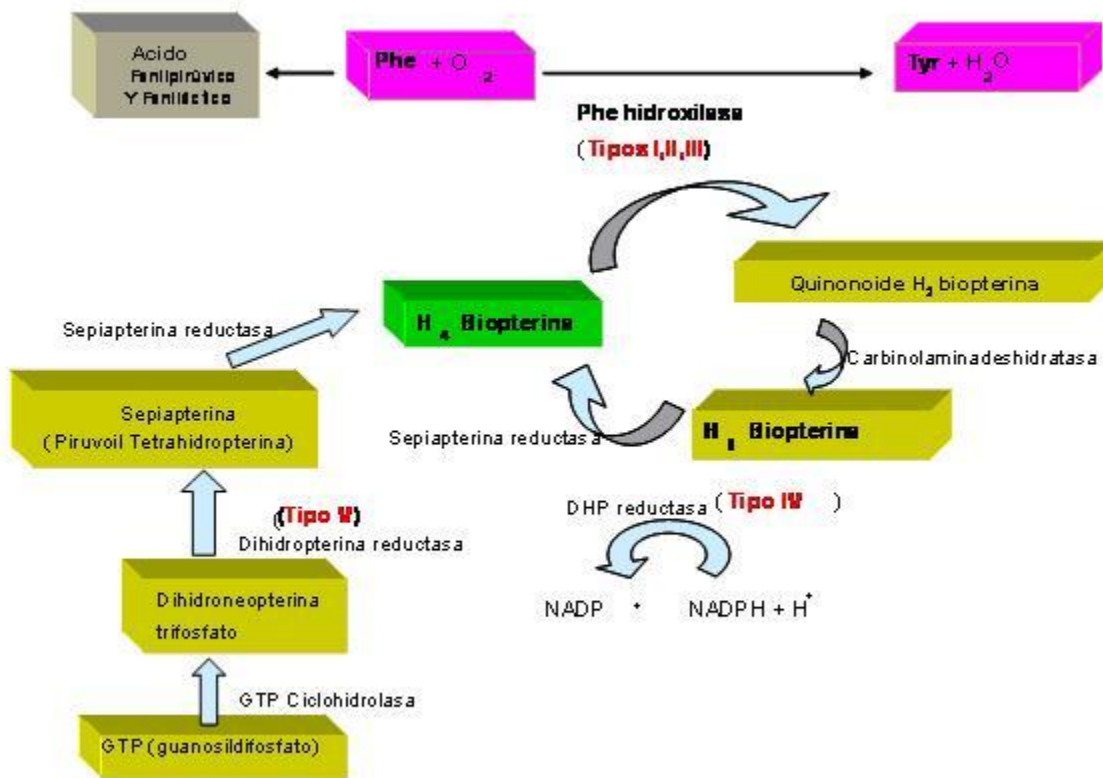 Acido
Fenilpirúvico
Y Feniláctico
Phe + O2
Tyr + H2O
Phe hidroxilasa
(Tipos I,II,III)
Quinonoide H2 biopterina
H4 Biopterina
Sepiapterina reductasa
Carbinolaminadeshidratasa
Sepiapterina
(Piruvoil Tetrahidropterina)
Sepiapterina reductasa
Biopterina
DHP reductasa (Tipo IV )
(Tipo V)
Dihidropterina reductasa
NADP + NADPH + H+
Dihidroneopterina
trifosfato
GTP Ciclohidrolasa
GTP (guanosildifosfato)